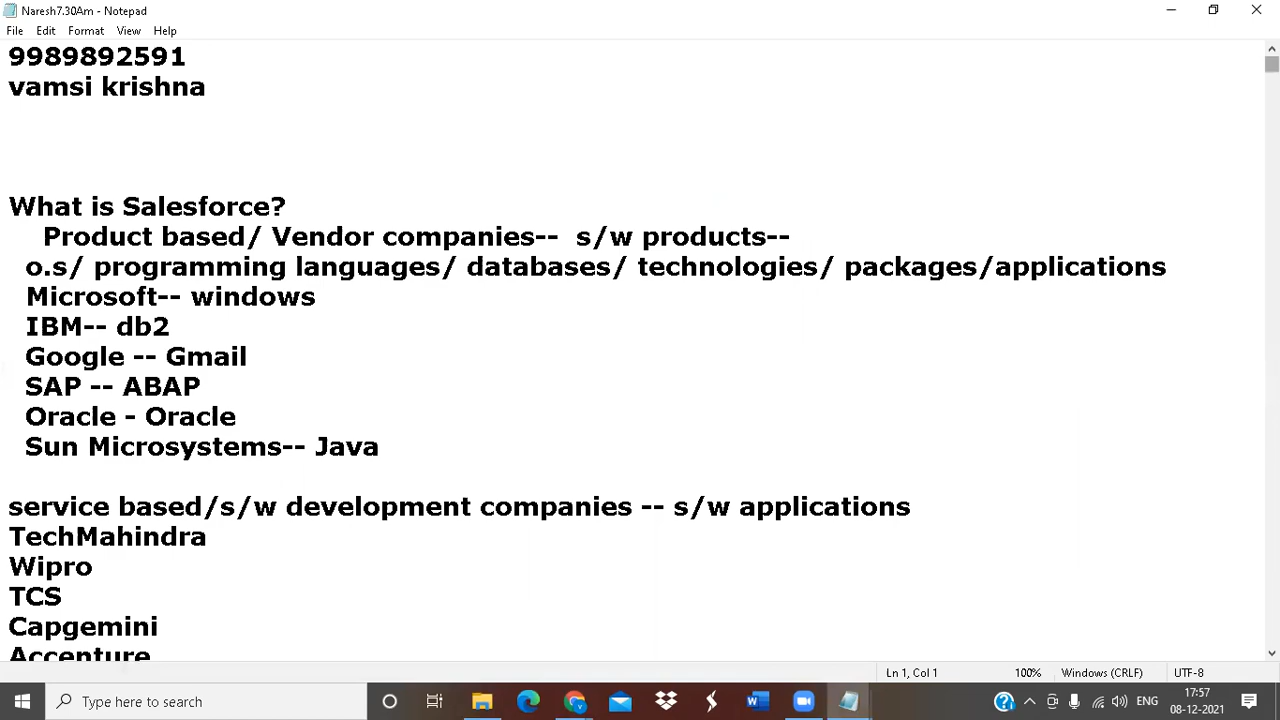 Naresh7.30Am - Notepad
File Edit Format View Help
9989892591
vamsi krishna
What is Salesforce?
Product based/ Vendor companies-- s/w products--
o.s/ programming languages/ databases/ technologies/ packages/applications
Microsoft-- windows
IBM-- db2
Google -- Gmail
SAP -- ABAP
Oracle - Oracle
Sun Microsystems-- Java
service based/s/w development companies -- s/w applications
TechMahindra
Wipro
TCS
Capgemini
Accenture
Ln 1, Col 1 100% Windows (CRLF) UTF-8
Type here to search
ENG
17:57
08-12-2021